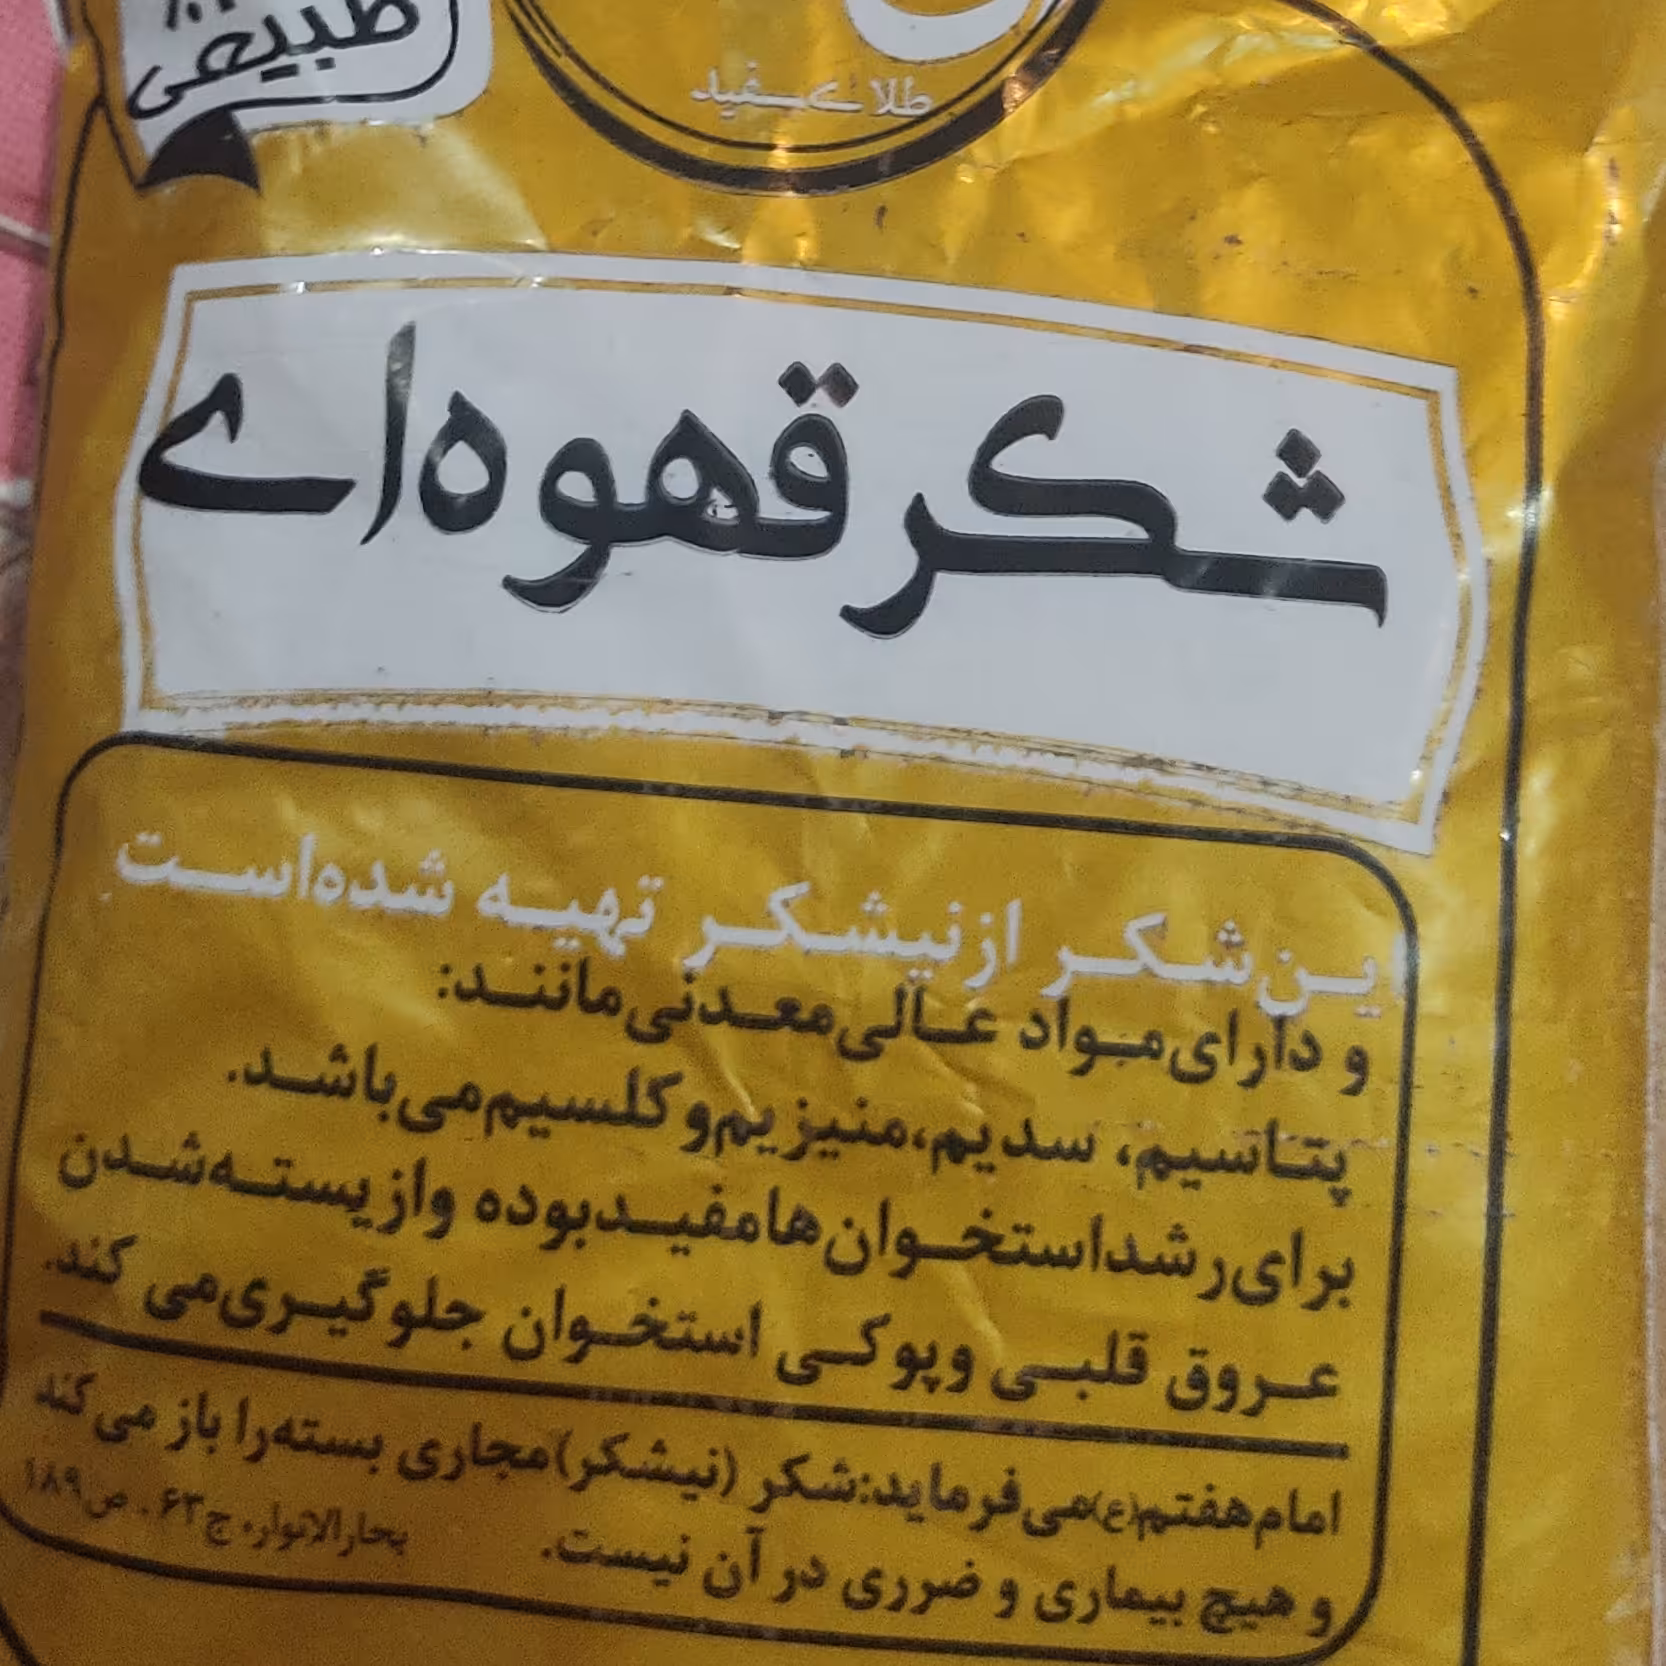 طبیعی
طلای سفید
شکر قهوه‌ای
این شکر از نیشکر تهیه شده است
و دارای مواد عالی معدنی مانند:
پتاسیم، سدیم، منیزیم و کلسیم می باشد.
برای رشد استخوان ها مفید بوده و از بسته شدن
عروق قلبی و پوکی استخوان جلوگیری می کند.
امام هفتم (ع) می فرماید: شکر (نیشکر) مجاری بسته را باز می کند
و هیچ بیماری و ضرری در آن نیست.
بحارالانوار، ج ۶۳، ص ۱۸۹